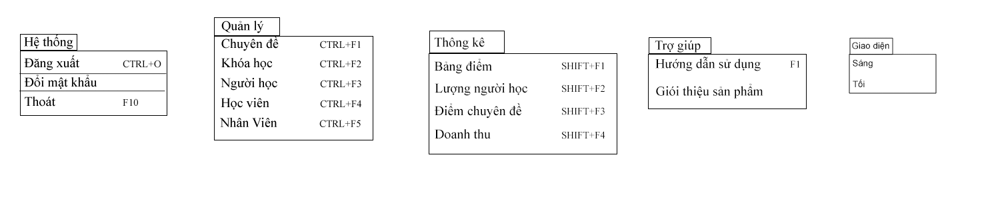 Hệ thống
Đăng xuất CTRL+O
Đổi mật khẩu
Thoát F10
Quản lý
Chuyên đề CTRL+F1
Khóa học CTRL+F2
Người học CTRL+F3
Học viên CTRL+F4
Nhân Viên CTRL+F5
Thông kê
Bảng điểm SHIFT+F1
Lượng người học SHIFT+F2
Điểm chuyên đề SHIFT+F3
Doanh thu SHIFT+F4
Trợ giúp
Hướng dẫn sử dụng F1
Giói thiệu sản phẩm
Giao diện
Sáng
Tối